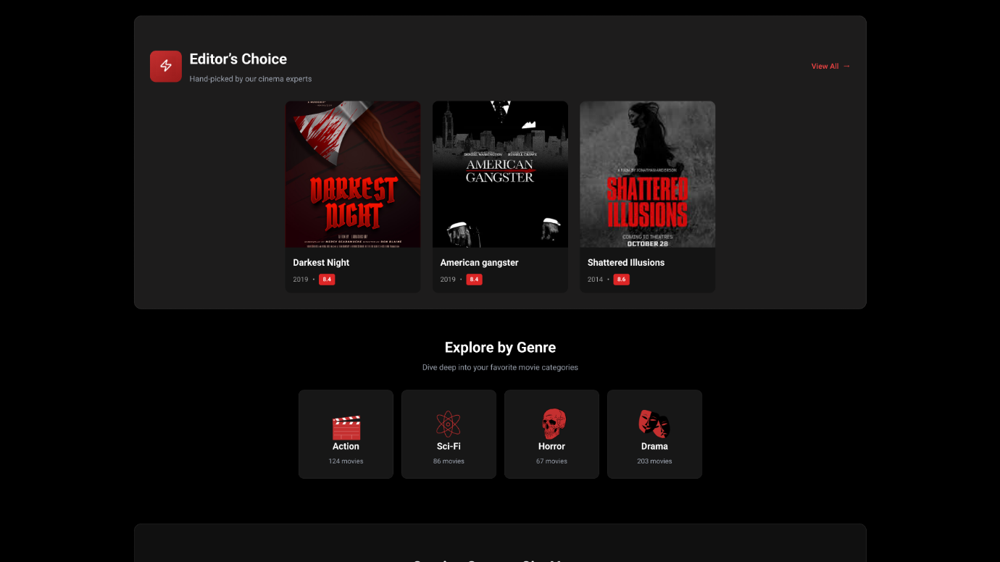 Editor's Choice
Hand-picked by our cinema experts
View All →
DARKEST
NIGHT
DENZEL WASHINGTON RUSSELL CROWE
AMERICAN
GANGSTER
A FILM BY JONATHAN ANDERSON
SHATTERED
ILLUSIONS
COMING TO THEATRES
OCTOBER 28
Darkest Night
2019 • 8.4
American gangster
2019 • 8.4
Shattered Illusions
2014 • 8.6
Explore by Genre
Dive deep into your favorite movie categories
Action
124 movies
Sci-Fi
86 movies
Horror
67 movies
Drama
203 movies